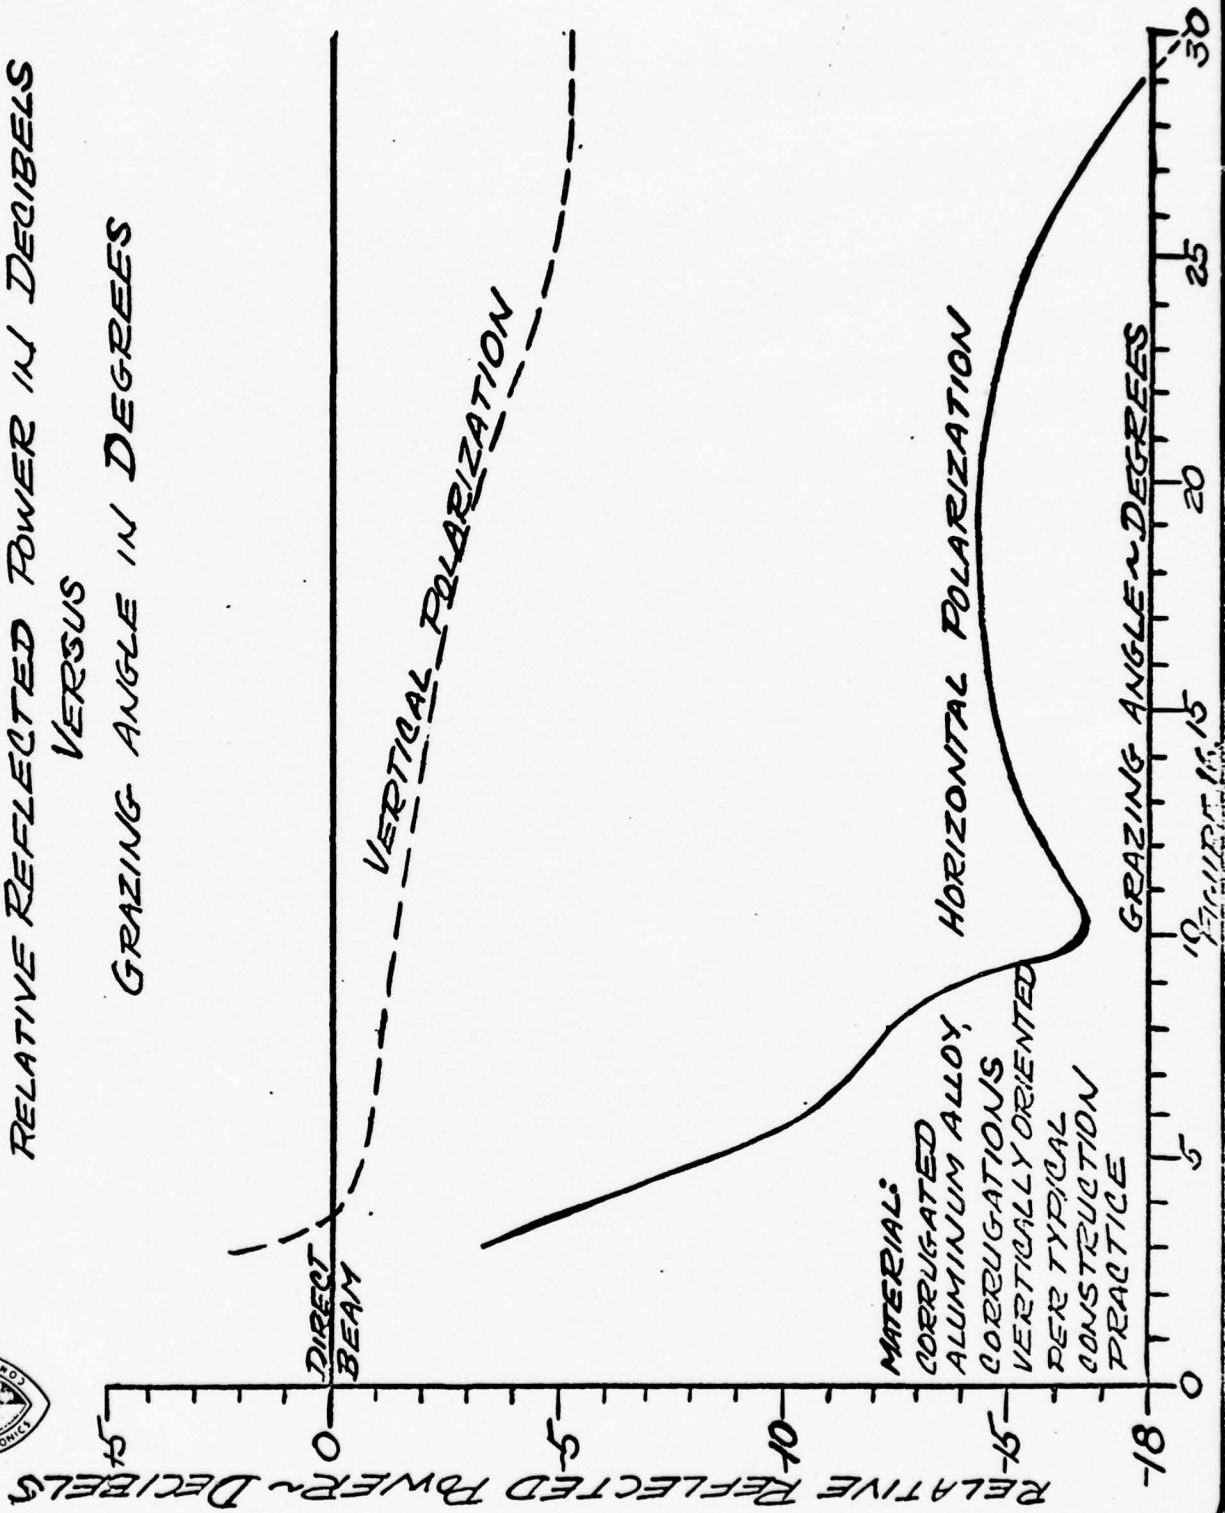 RELATIVE REFLECTED POWER IN DECIBELS
VERSUS
GRAZING ANGLE IN DEGREES
+5
0
-5
-10
-15
-18
RELATIVE REFLECTED POWER ~ DECIBELS
DIRECT
BEAM
VERTICAL POLARIZATION
HORIZONTAL POLARIZATION
MATERIAL:
CORRUGATED
ALUMINUM ALLOY,
CORRUGATIONS
VERTICALLY ORIENTED
PER TYPICAL
CONSTRUCTION
PRACTICE
GRAZING ANGLE ~ DEGREES
0
5
10
15
20
25
30